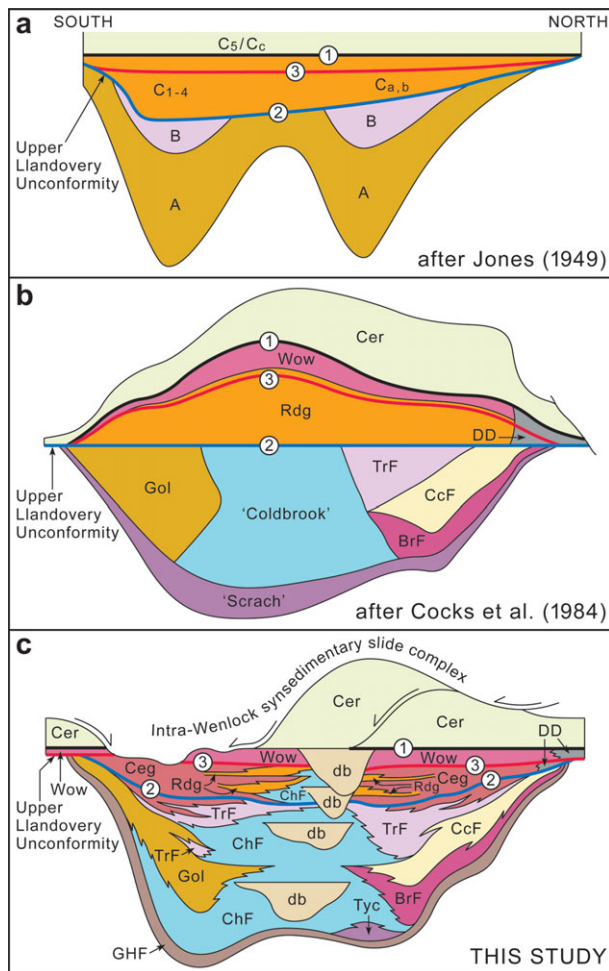 a
SOUTH
NORTH
C5/Cc
1
3
C1-4
Ca,b
2
B
B
Upper
Llandovery
Unconformity
A
A
after Jones (1949)
b
Cer
1
Wow
3
Rdg
DD
2
Upper
Llandovery
Unconformity
Gol
'Coldbrook'
TrF
CcF
BrF
'Scrach'
after Cocks et al. (1984)
c
Intra-Wenlock synsedimentary slide complex
Cer
Cer
Cer
DD
1
Wow
Wow
3
3
db
Ceg
Ceg
Rdg
Rdg
2
2
ChF
db
Wow
Upper
Llandovery
Unconformity
TrF
TrF
CcF
ChF
db
TrF
Gol
db
BrF
Tyc
ChF
GHF
THIS STUDY